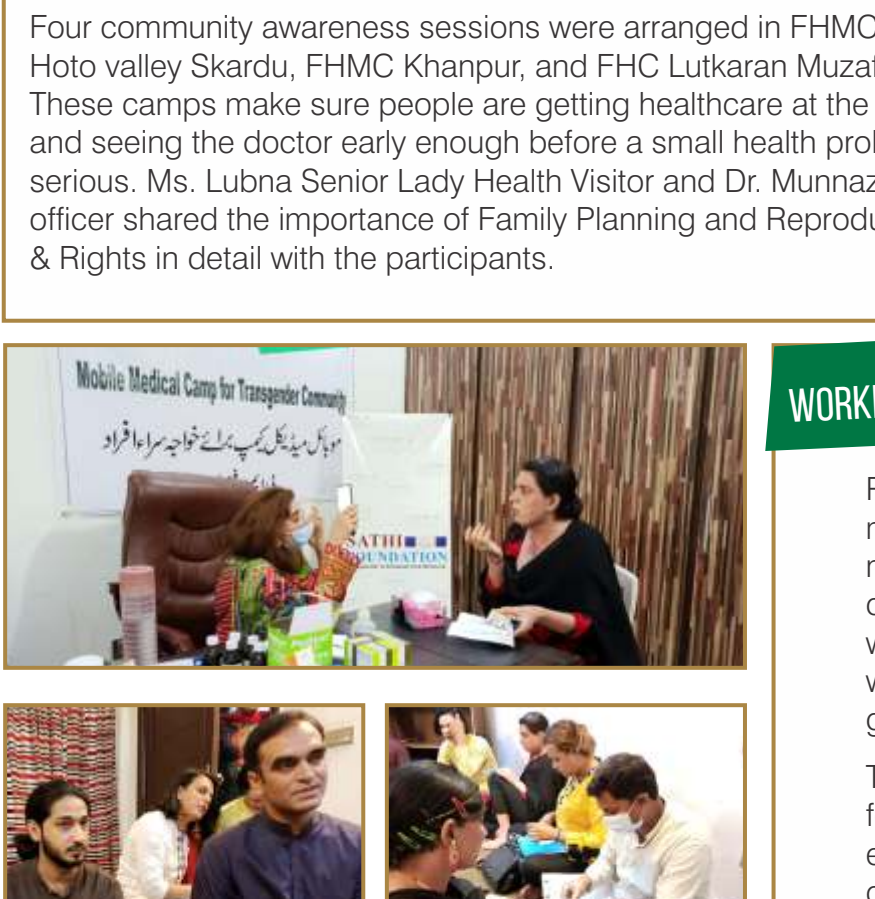 Four community awareness sessions were arranged in FHMC
Hoto valley Skardu, FHMC Khanpur, and FHC Lutkaran Muzaf
These camps make sure people are getting healthcare at the
and seeing the doctor early enough before a small health prob
serious. Ms. Lubna Senior Lady Health Visitor and Dr. Munnaz
officer shared the importance of Family Planning and Reprodu
& Rights in detail with the participants.
Mobile Medical Camp for Transgender Community
موبائل میڈیکل کیمپ برائے خواجہ سراء افراد
SATHI
FOUNDATION
WORK